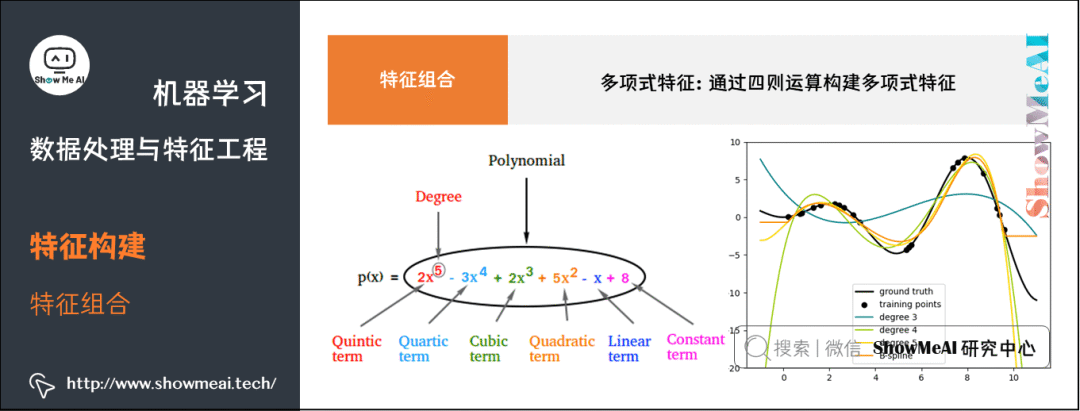 Show Me AI
机器学习
数据处理与特征工程
特征构建
特征组合
http://www.showmeai.tech/
特征组合
多项式特征: 通过四则运算构建多项式特征
ShowMeAI
Polynomial
Degree
p(x) = 2x^5 - 3x^4 + 2x^3 + 5x^2 - x + 8
Quintic term
Quartic term
Cubic term
Quadratic term
Linear term
Constant term
10
5
0
5
10
15
20
0
2
4
6
8
10
ground truth
training points
degree 3
degree 4
degree 5
B-spline
搜索 | 微信 ShowMeAI 研究中心